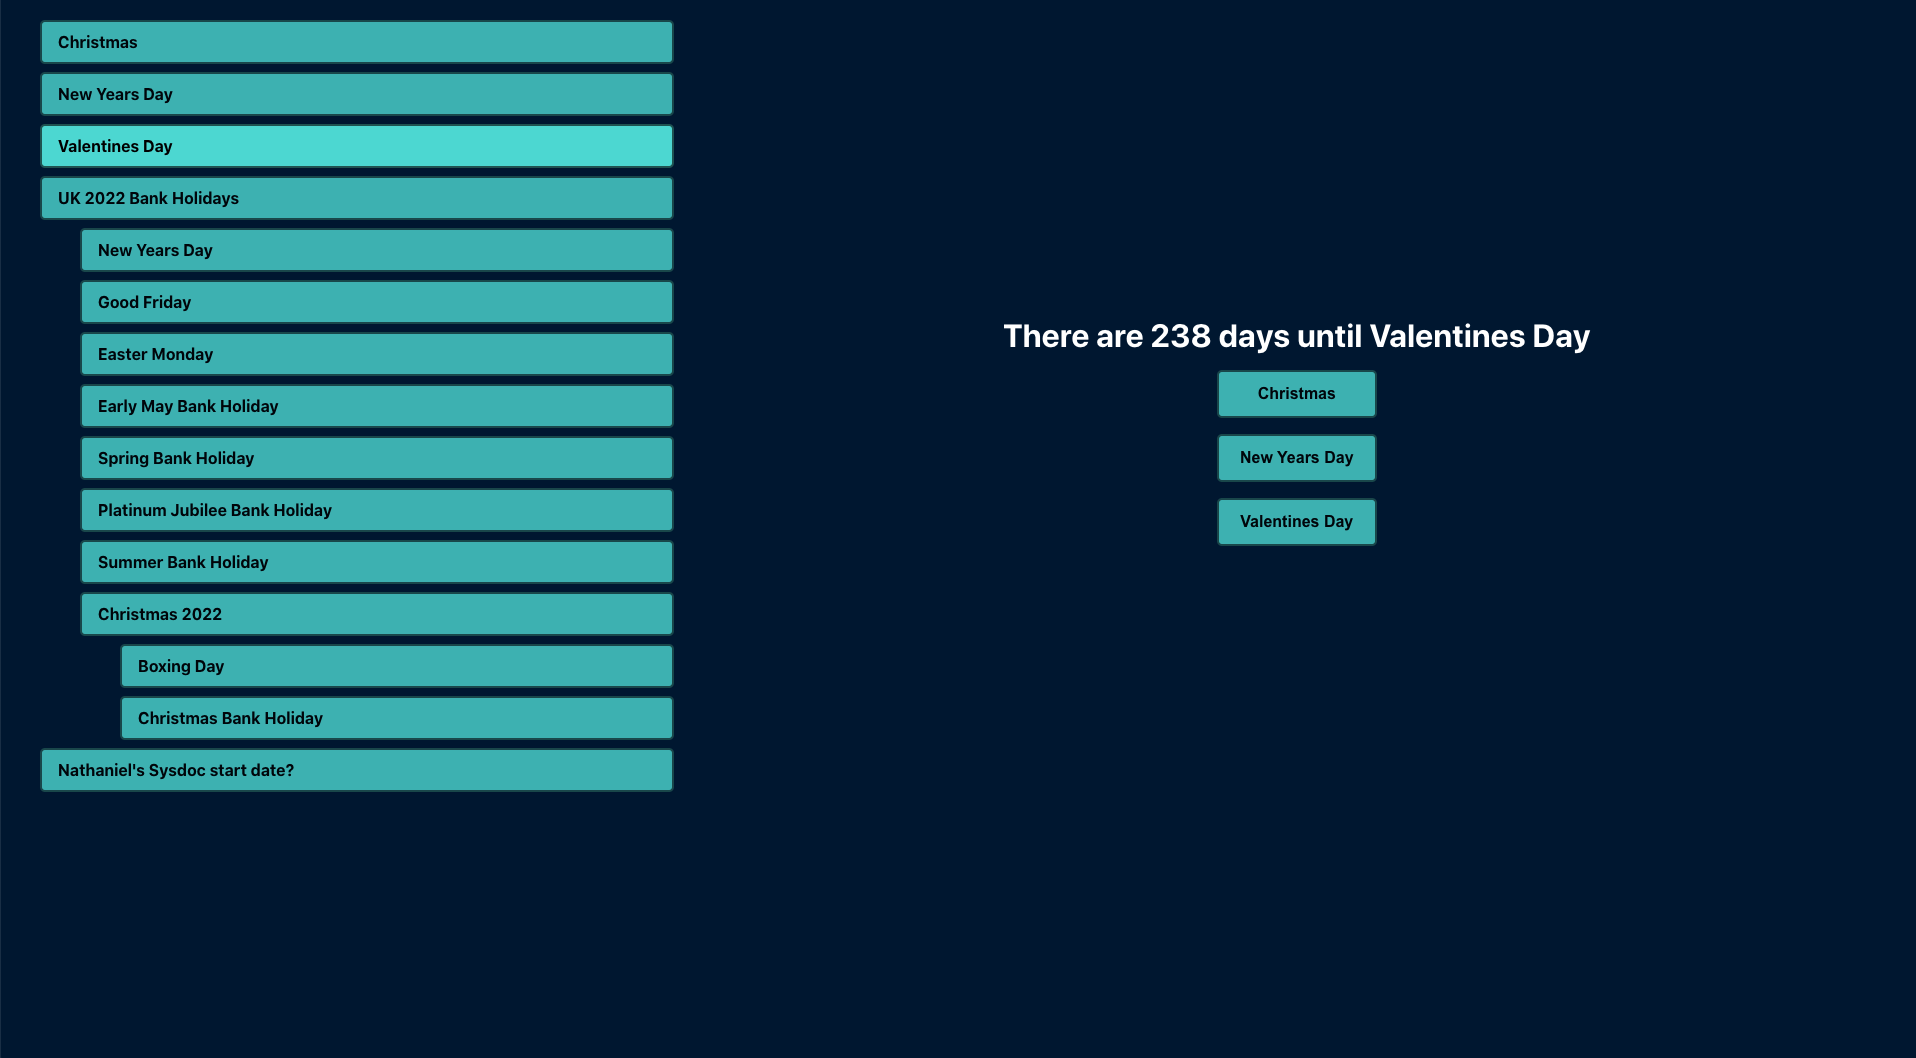 Christmas
New Years Day
Valentines Day
UK 2022 Bank Holidays
New Years Day
Good Friday
Easter Monday
Early May Bank Holiday
Spring Bank Holiday
Platinum Jubilee Bank Holiday
Summer Bank Holiday
Christmas 2022
Boxing Day
Christmas Bank Holiday
Nathaniel's Sysdoc start date?
There are 238 days until Valentines Day
Christmas
New Years Day
Valentines Day